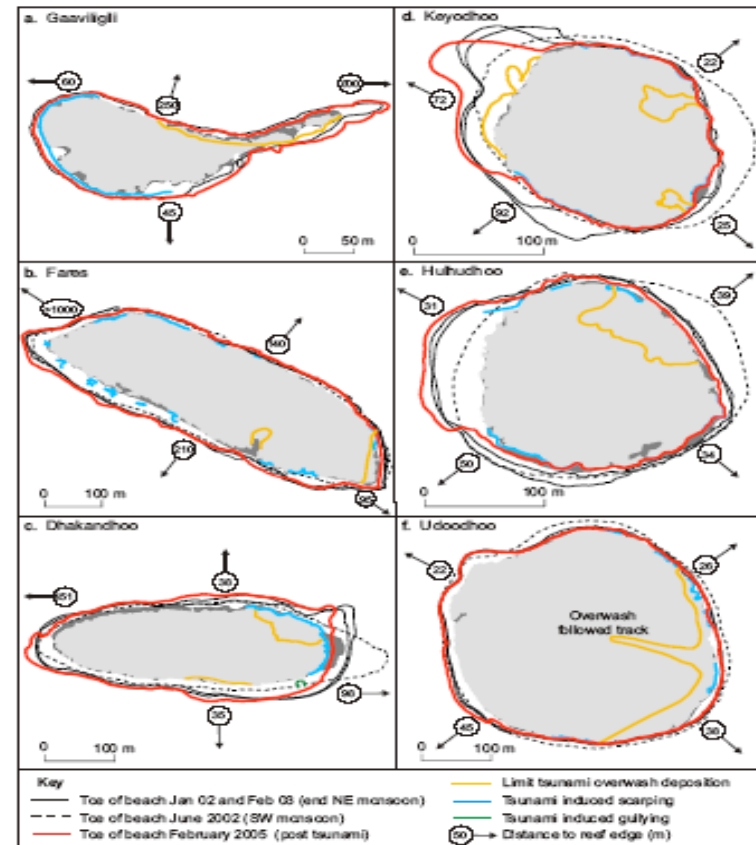 a. Gaaviligili
60
250
200
45
0 50 m
b. Fares
>1000
140
210
95
0 100 m
c. Dhakandhoo
36
51
96
35
0 100 m
d. Keyodhoo
22
72
92
25
0 100 m
e. Hulhudhoo
31
39
50
34
0 100 m
f. Udoodhoo
22
26
Overwash
followed track
45
36
0 100 m
Key
Toe of beach Jan 02 and Feb 03 (end NE monsoon)
Toe of beach June 2002 (SW monsoon)
Toe of beach February 2005 (post tsunami)
Limit tsunami overwash deposition
Tsunami induced scarping
Tsunami induced gullying
50 Distance to reef edge (m)